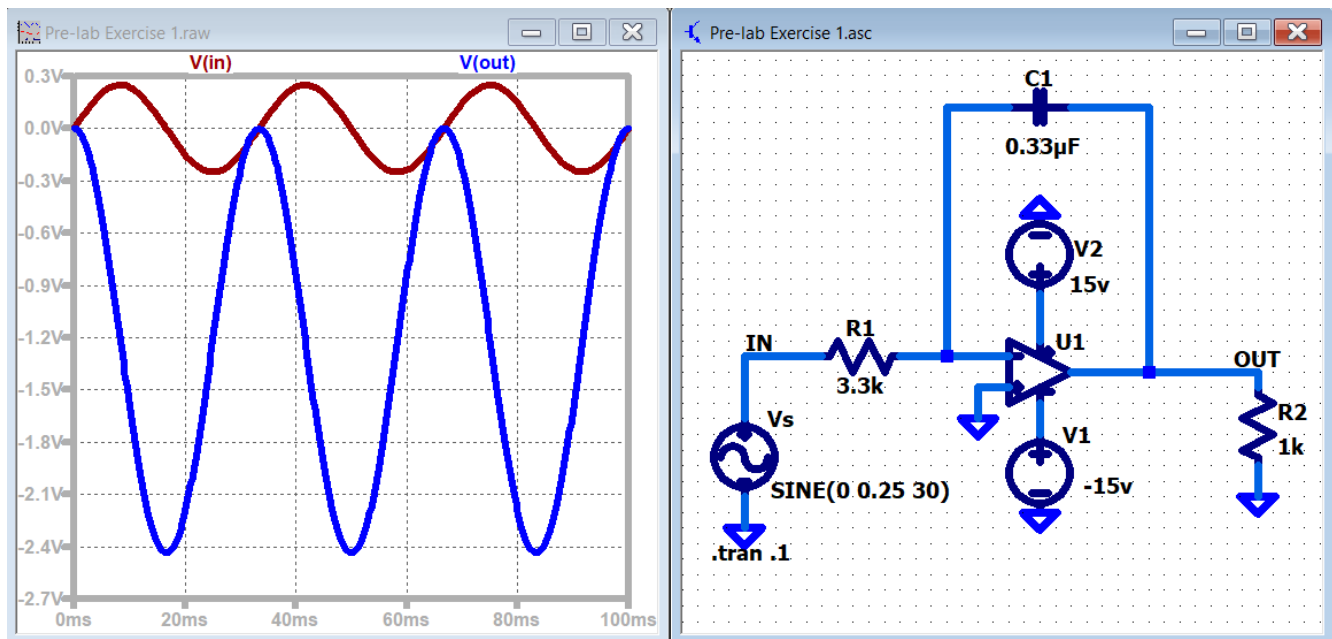 Pre-lab Exercise 1.raw
V(in) V(out)
0.3V
0.0V
-0.3V
-0.6V
-0.9V
-1.2V
-1.5V
-1.8V
-2.1V
-2.4V
-2.7V
0ms 20ms 40ms 60ms 80ms 100ms
Pre-lab Exercise 1.asc
C1
0.33µF
V2
15v
IN
R1
3.3k
U1
OUT
Vs
SINE(0 0.25 30)
V1
-15v
R2
1k
.tran .1